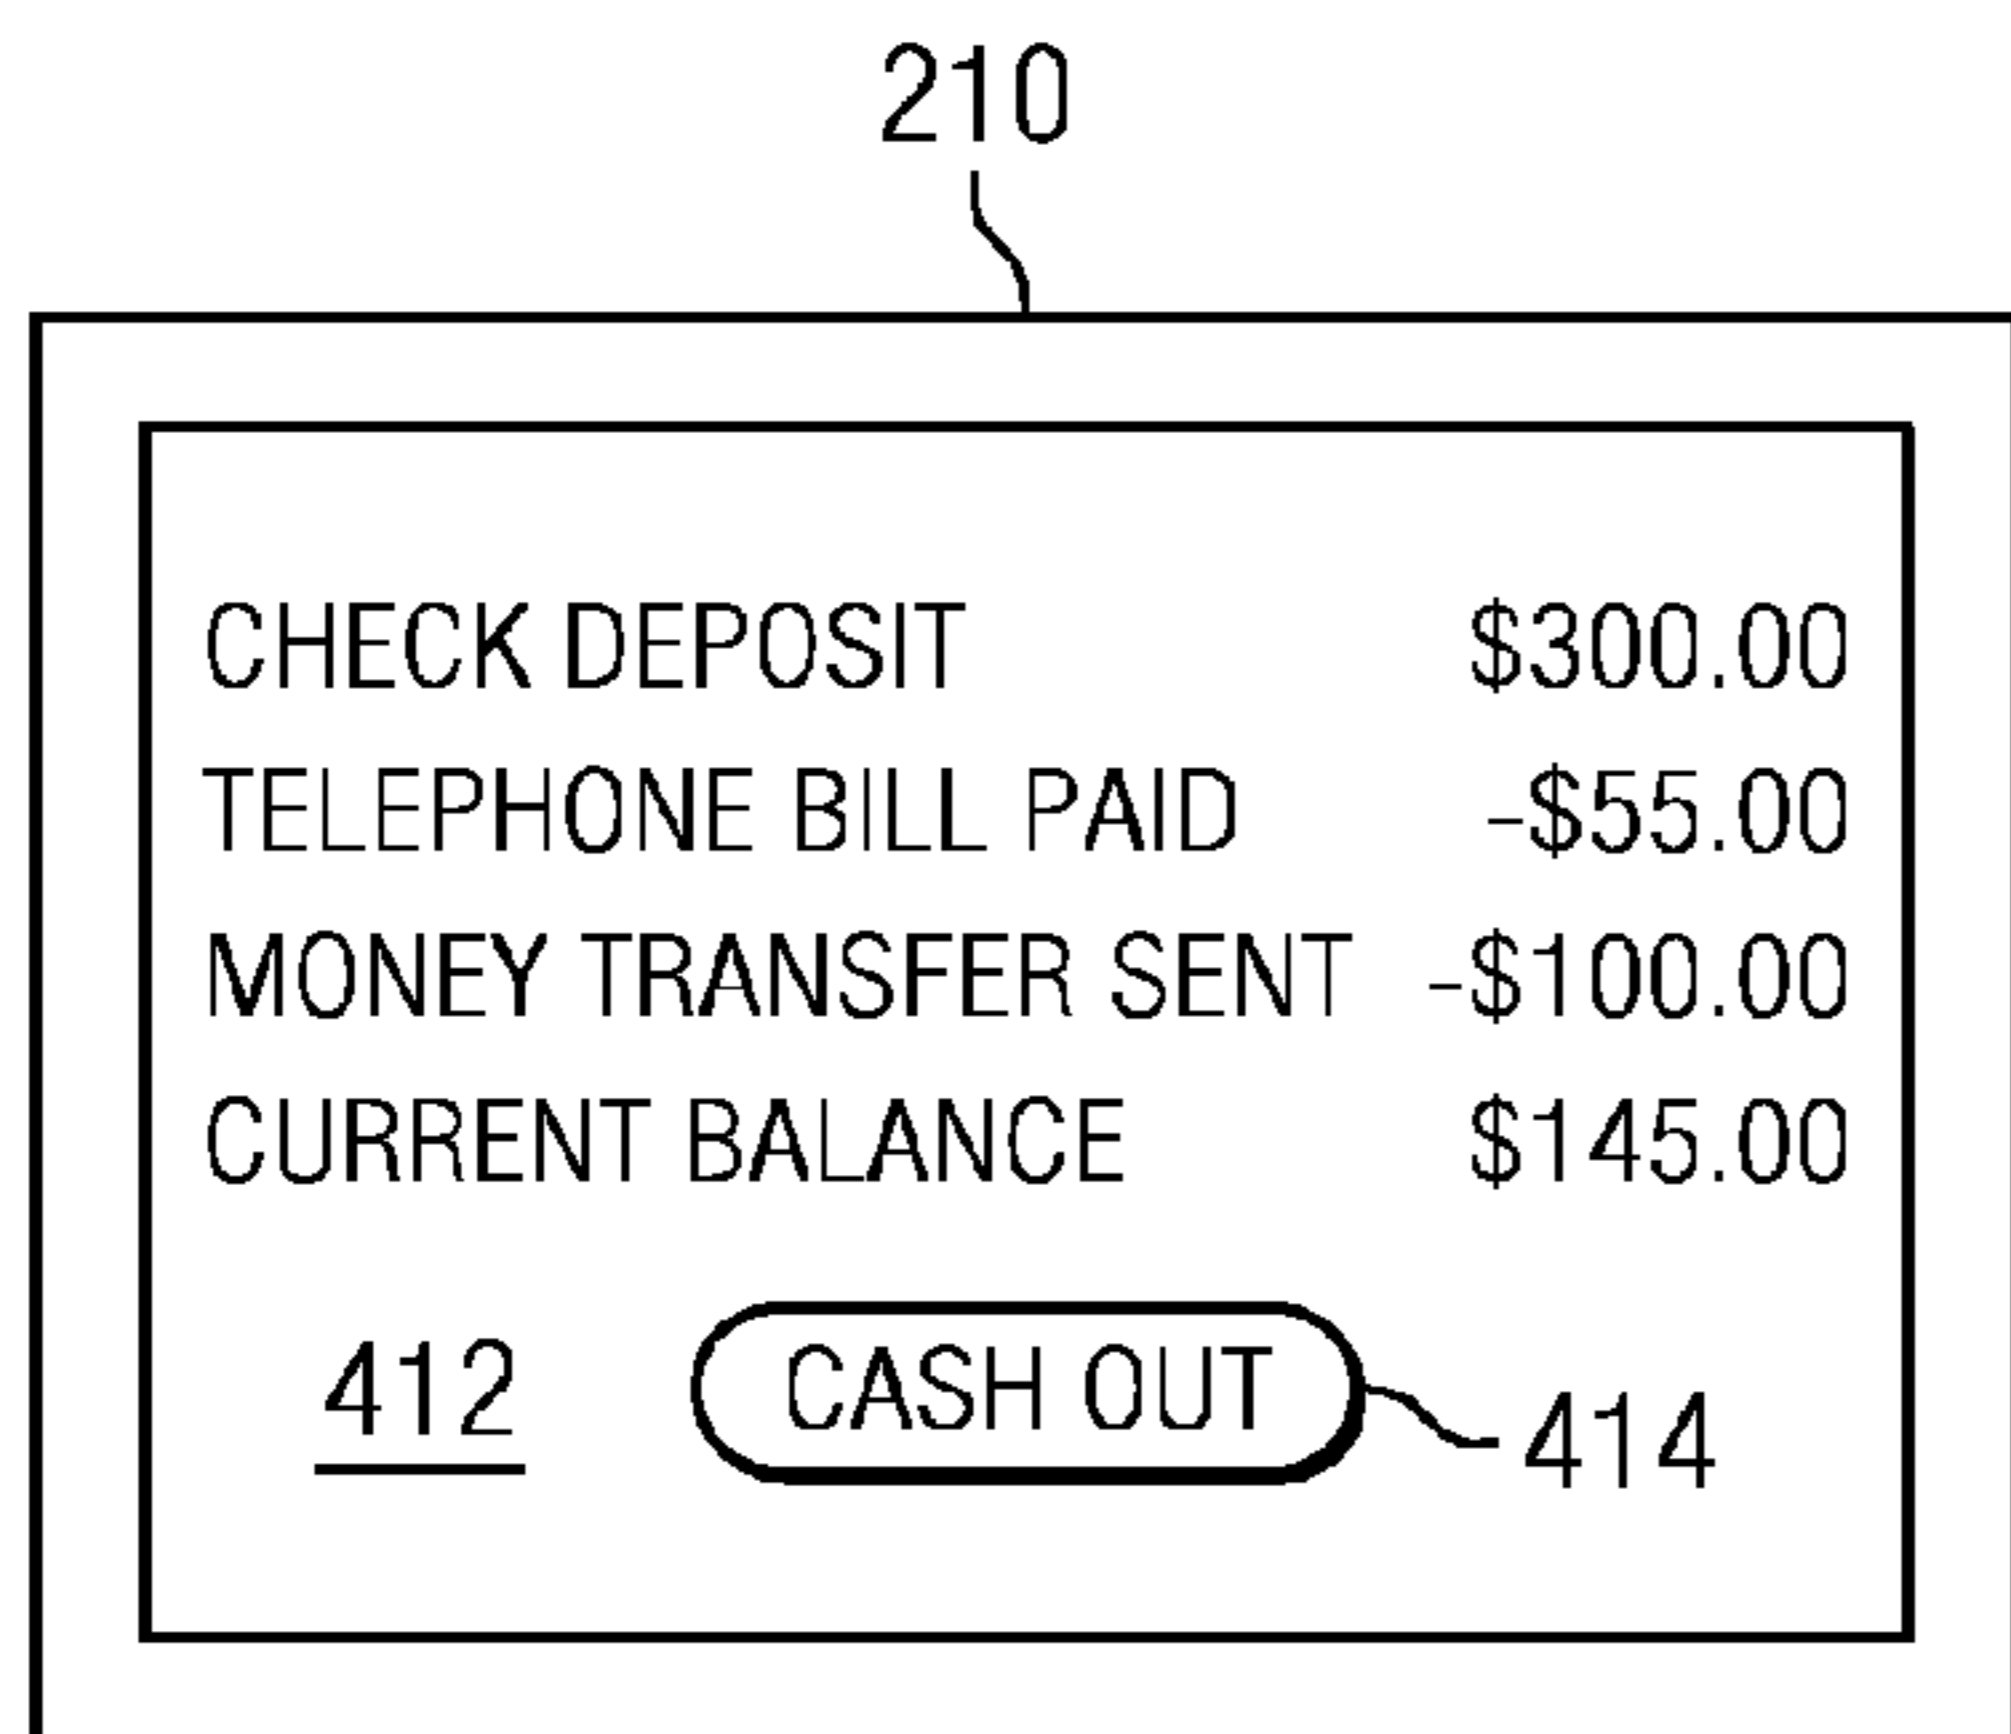 210
CHECK DEPOSIT $300.00
TELEPHONE BILL PAID -$55.00
MONEY TRANSFER SENT -$100.00
CURRENT BALANCE $145.00
412 CASH OUT 414